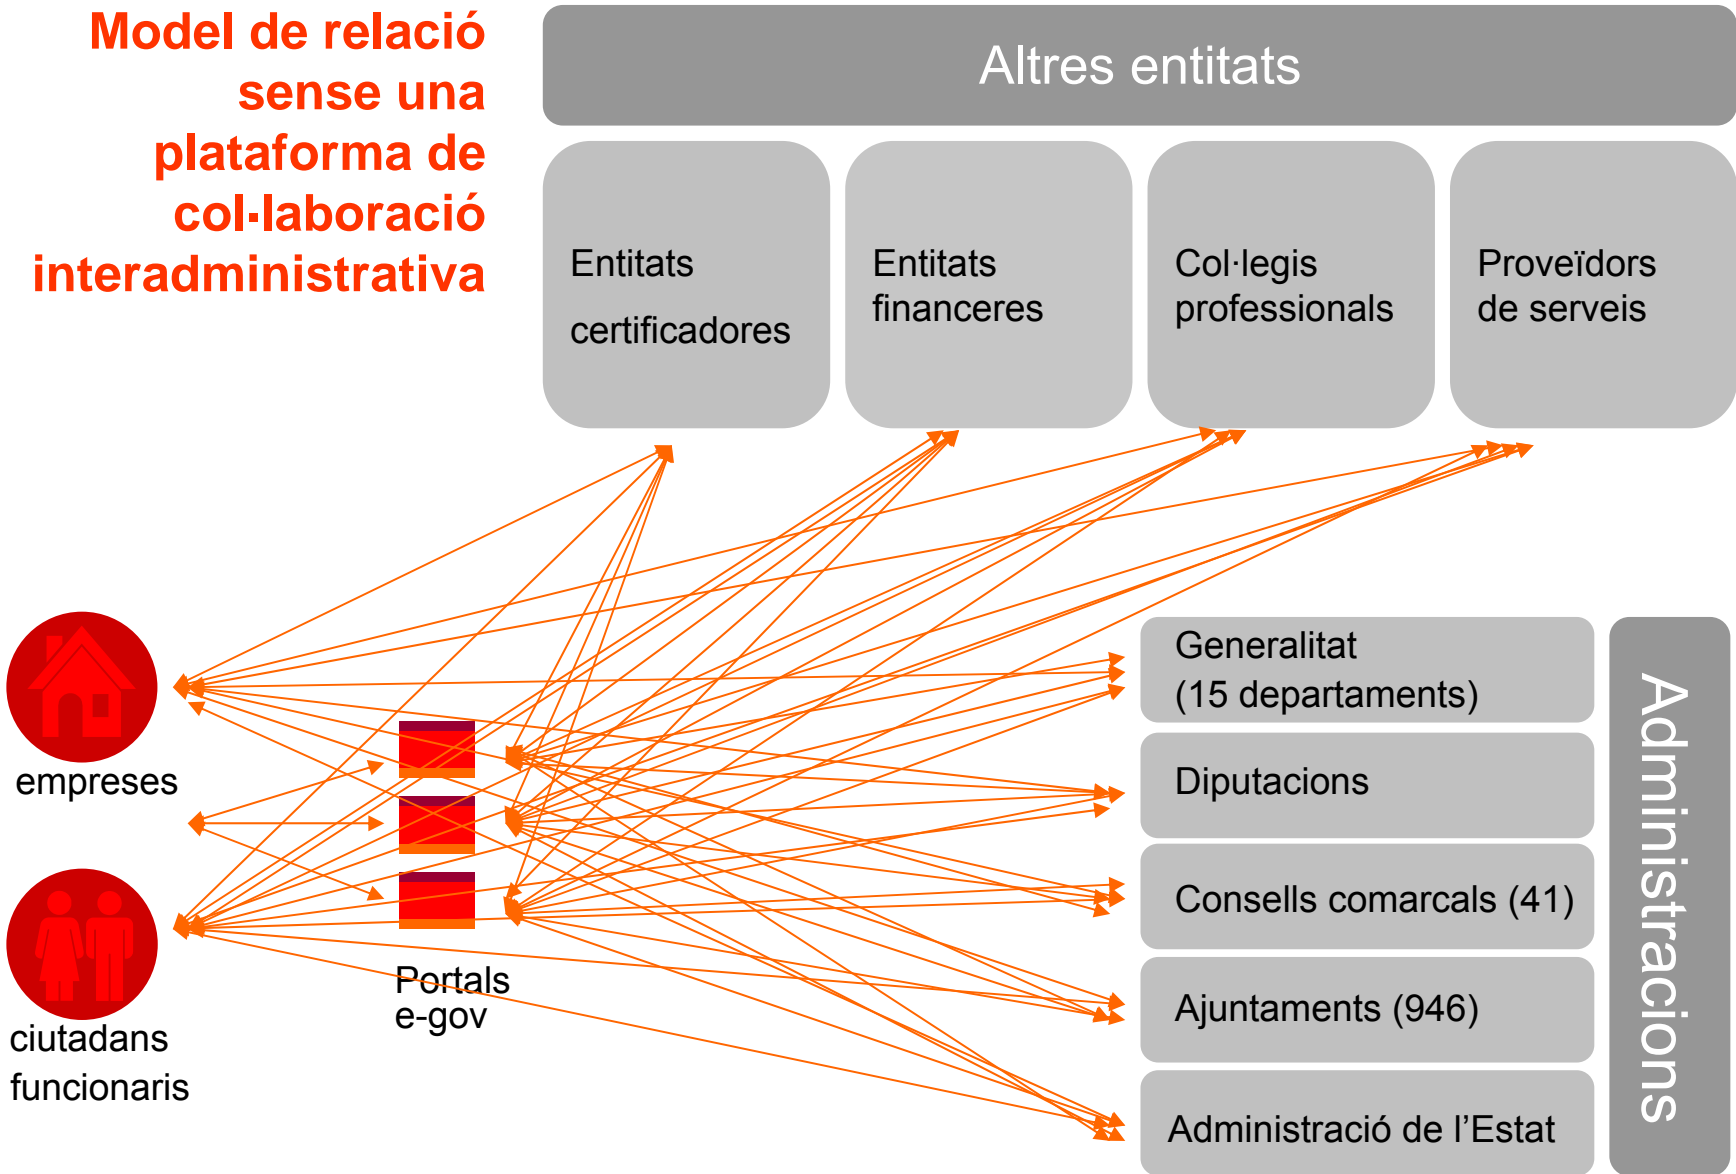 Model de relació
sense una
plataforma de
col·laboració
interadministrativa
Altres entitats
Entitats
certificadores
Entitats
financeres
Col·legis
professionals
Proveïdors
de serveis
empreses
ciutadans
funcionaris
Portals
e-gov
Generalitat
(15 departaments)
Diputacions
Consells comarcals (41)
Ajuntaments (946)
Administració de l’Estat
Administracions